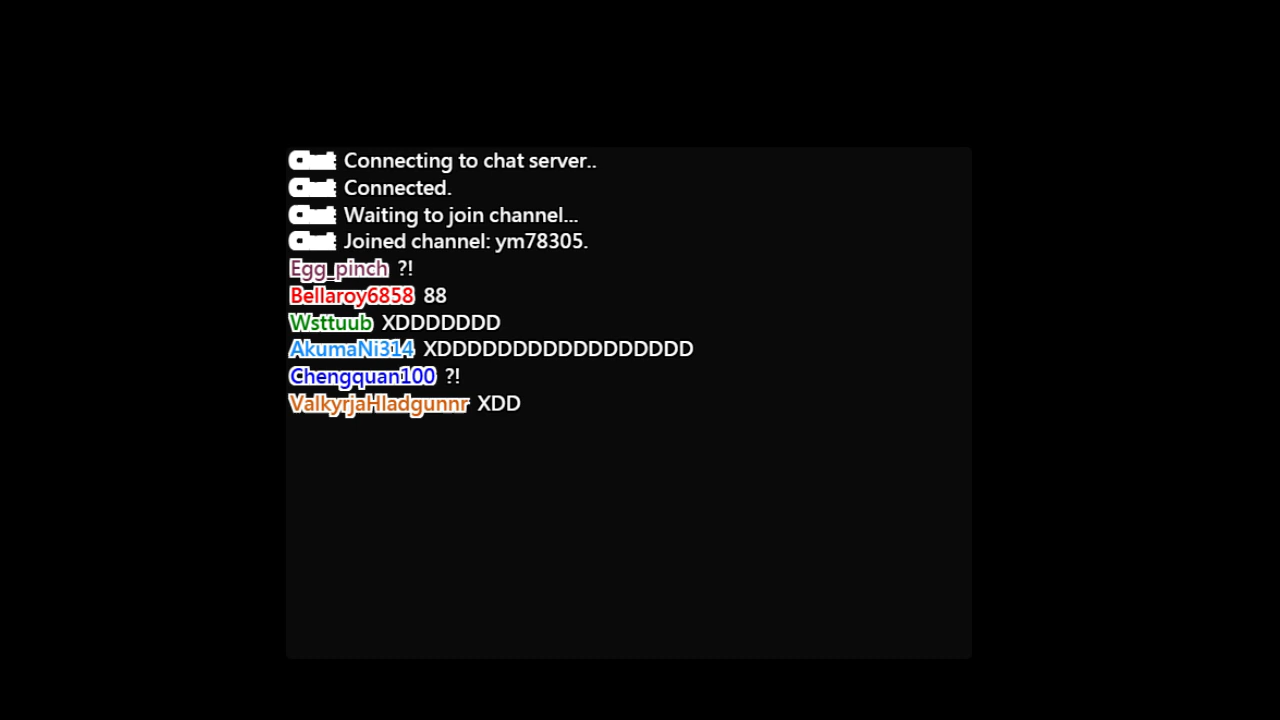 Chat Connecting to chat server..
Chat Connected.
Chat Waiting to join channel...
Chat Joined channel: ym78305.
Egg_pinch ?!
Bellaroy6858 88
Wsttuub XDDDDDDD
AkumaNi314 XDDDDDDDDDDDDDDDDD
Chengquan100 ?!
ValkyrjaHladgunnr XDD